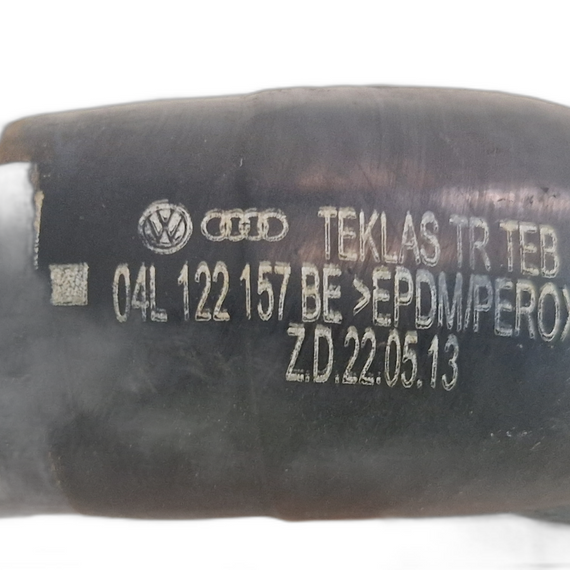 TEKLAS TR TEB
04L 122 157 BE >EPDM/PEROX
Z.D.22.05.13